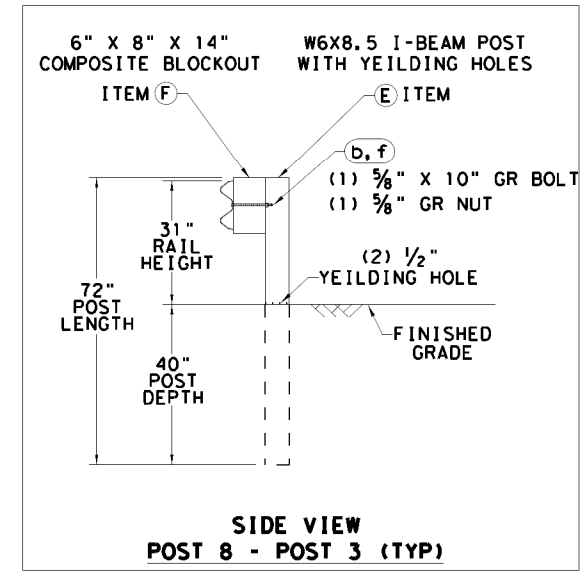 6" X 8" X 14"
COMPOSITE BLOCKOUT
ITEM F
W6X8.5 I-BEAM POST
WITH YEILDING HOLES
E ITEM
b, f
(1) 5/8" X 10" GR BOLT
(1) 5/8" GR NUT
31"
RAIL
HEIGHT
(2) 1/2"
YEILDING HOLE
72"
POST
LENGTH
FINISHED
GRADE
40"
POST
DEPTH
SIDE VIEW
POST 8 - POST 3 (TYP)